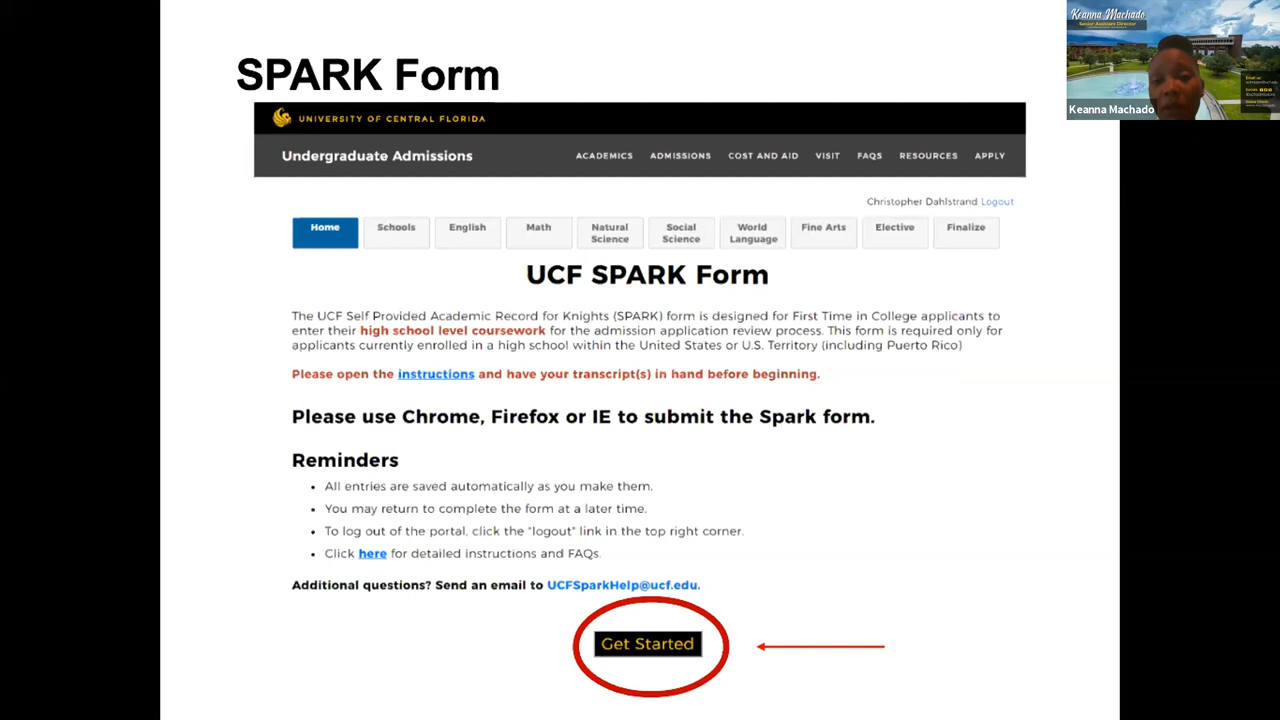 SPARK Form
UNIVERSITY OF CENTRAL FLORIDA
Undergraduate Admissions
ACADEMICS ADMISSIONS COST AND AID VISIT FAQS RESOURCES APPLY
Christopher Dahlstrand Logout
Home Schools English Math Natural Science Social Science World Language Fine Arts Elective Finalize
UCF SPARK Form
The UCF Self Provided Academic Record for Knights (SPARK) form is designed for First Time in College applicants to
enter their high school level coursework for the admission application review process. This form is required only for
applicants currently enrolled in a high school within the United States or U.S. Territory (including Puerto Rico)
Please open the instructions and have your transcript(s) in hand before beginning.
Please use Chrome, Firefox or IE to submit the Spark form.
Reminders
• All entries are saved automatically as you make them.
• You may return to complete the form at a later time.
• To log out of the portal, click the "logout" link in the top right corner.
• Click here for detailed instructions and FAQs.
Additional questions? Send an email to UCFSparkHelp@ucf.edu.
Get Started
Keanna Machado
Senior Assistant Director
Keanna Machado